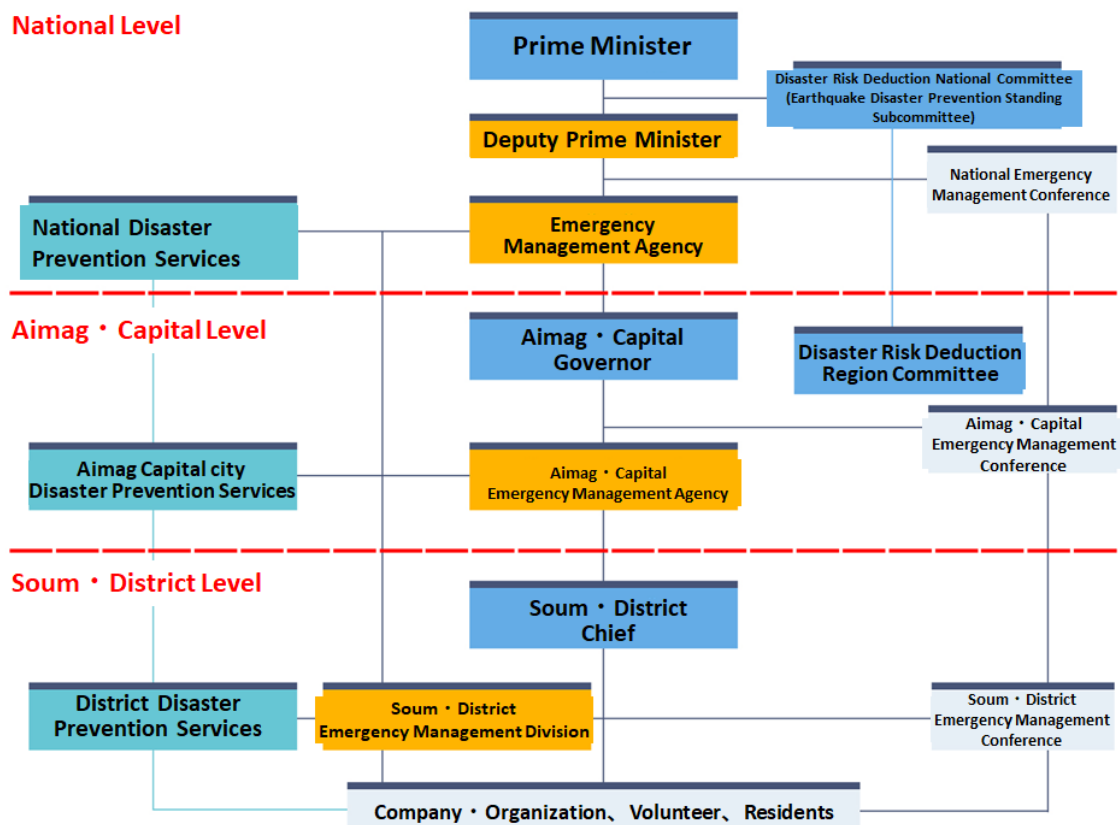 National Level
Prime Minister
Disaster Risk Deduction National Committee
(Earthquake Disaster Prevention Standing
Subcommittee)
Deputy Prime Minister
National Emergency
Management Conference
National Disaster
Prevention Services
Emergency
Management Agency
Aimag・Capital Level
Aimag・Capital
Governor
Disaster Risk Deduction
Region Committee
Aimag・Capital
Emergency Management
Conference
Aimag Capital city
Disaster Prevention Services
Aimag・Capital
Emergency Management Agency
Soum・District Level
Soum・District
Chief
District Disaster
Prevention Services
Soum・District
Emergency Management Division
Soum・District
Emergency Management
Conference
Company・Organization、Volunteer、Residents